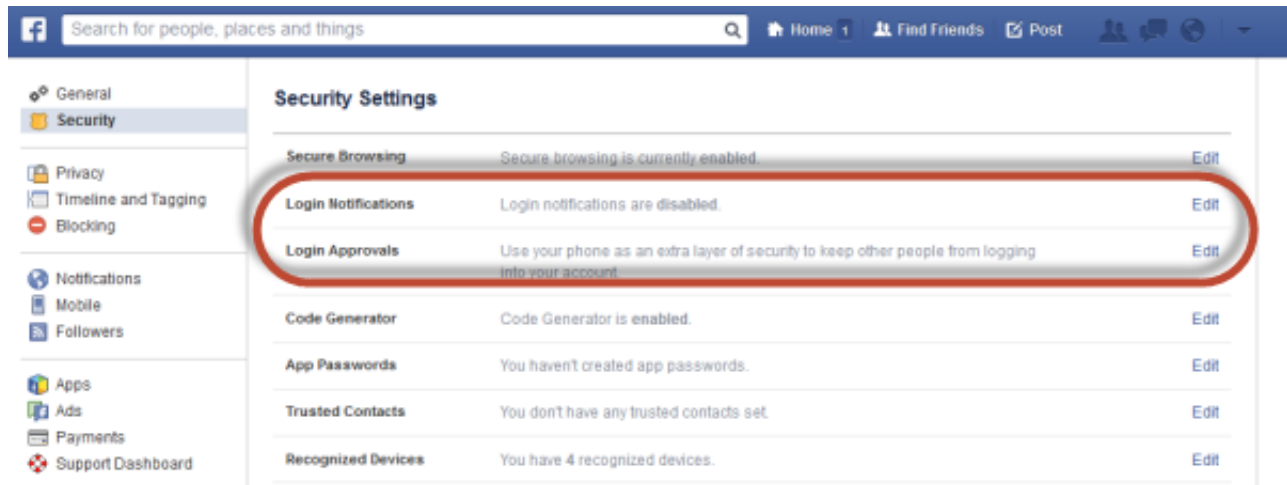 f
Search for people, places and things
Home 1
Find Friends
Post
General
Security
Privacy
Timeline and Tagging
Blocking
Notifications
Mobile
Followers
Apps
Ads
Payments
Support Dashboard
Security Settings
Secure Browsing Secure browsing is currently enabled. Edit
Login Notifications Login notifications are disabled. Edit
Login Approvals Use your phone as an extra layer of security to keep other people from logging Edit
into your account.
Code Generator Code Generator is enabled. Edit
App Passwords You haven't created app passwords. Edit
Trusted Contacts You don't have any trusted contacts set. Edit
Recognized Devices You have 4 recognized devices. Edit